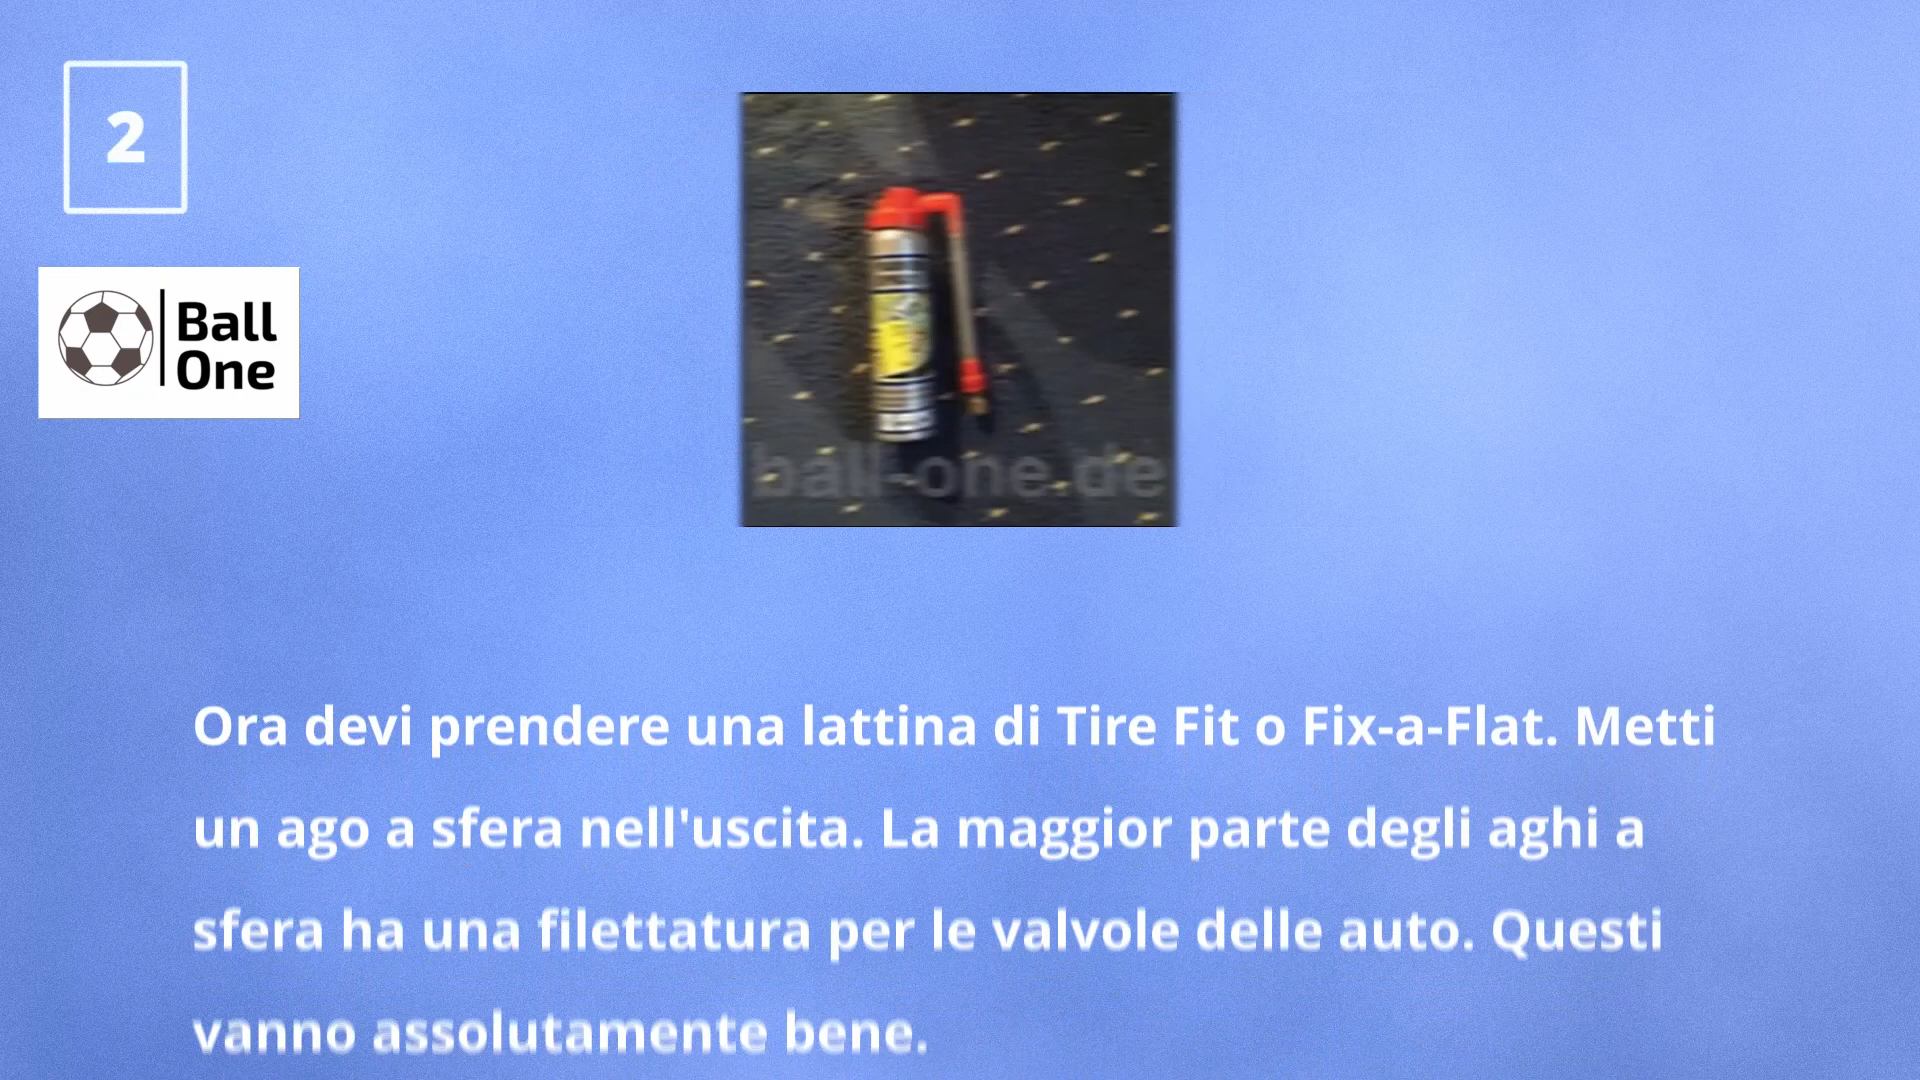 2
Ball
One
ball-one.de
Ora devi prendere una lattina di Tire Fit o Fix-a-Flat. Metti
un ago a sfera nell'uscita. La maggior parte degli aghi a
sfera ha una filettatura per le valvole delle auto. Questi
vanno assolutamente bene.